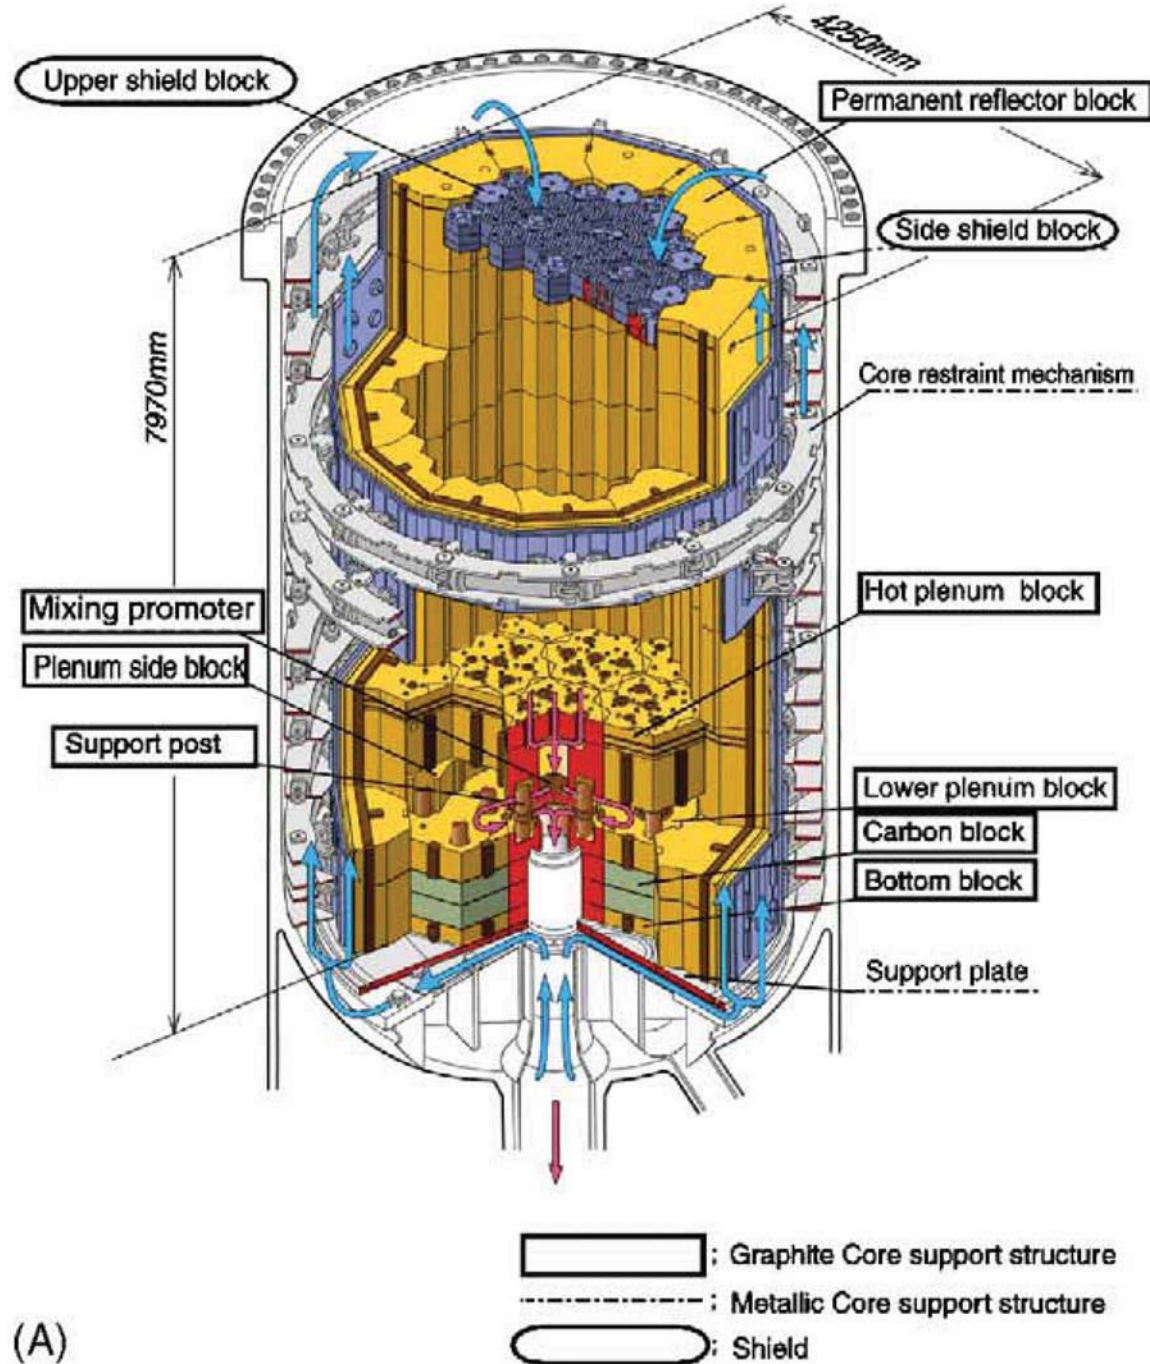 4250mm
Upper shield block
Permanent reflector block
Side shield block
Core restraint mechanism
7970mm
Hot plenum block
Mixing promoter
Plenum side block
Support post
Lower plenum block
Carbon block
Bottom block
Support plate
; Graphite Core support structure
: Metallic Core support structure
: Shield
(A)